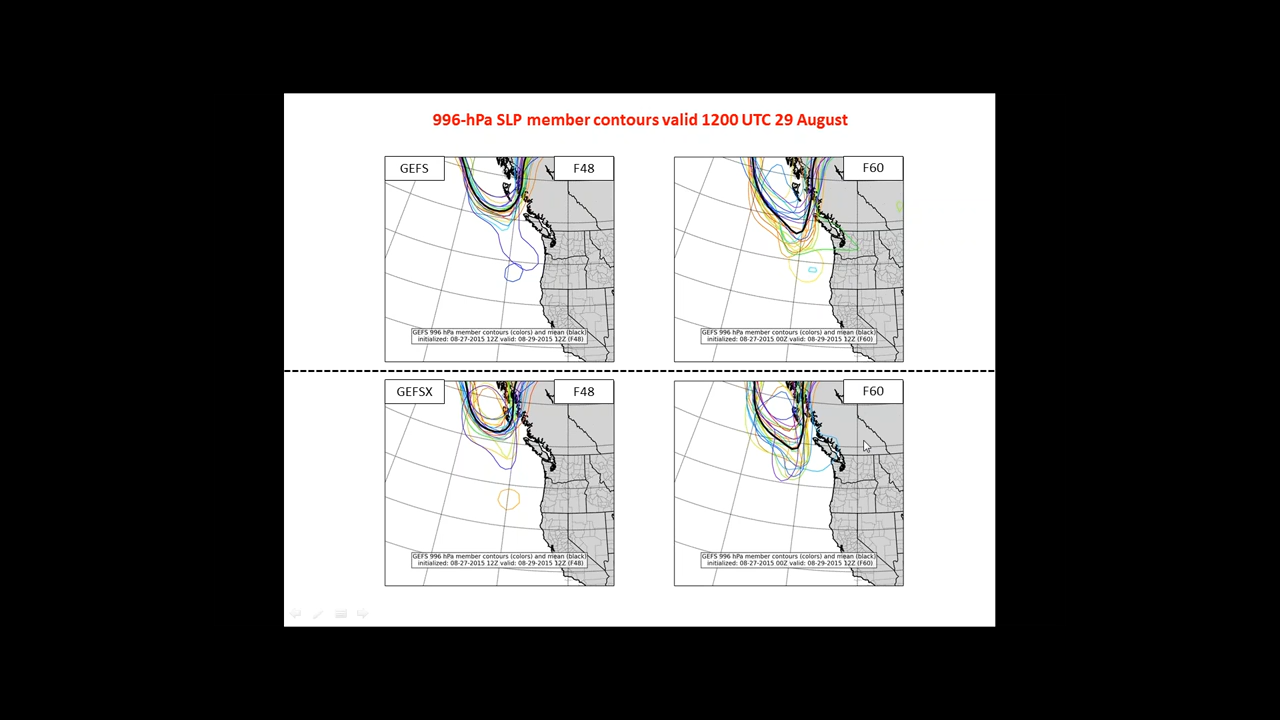 996-hPa SLP member contours valid 1200 UTC 29 August
GEFS
F48
F60
GEFS 996 hPa member contours (colors) and mean (black)
initialized: 08-27-2015 12Z valid: 08-29-2015 12Z (F48)
GEFS 996 hPa member contours (colors) and mean (black)
initialized: 08-27-2015 00Z valid: 08-29-2015 12Z (F60)
GEFSX
F48
F60
GEFS 996 hPa member contours (colors) and mean (black)
initialized: 08-27-2015 12Z valid: 08-29-2015 12Z (F48)
GEFS 996 hPa member contours (colors) and mean (black)
initialized: 08-27-2015 00Z valid: 08-29-2015 12Z (F60)